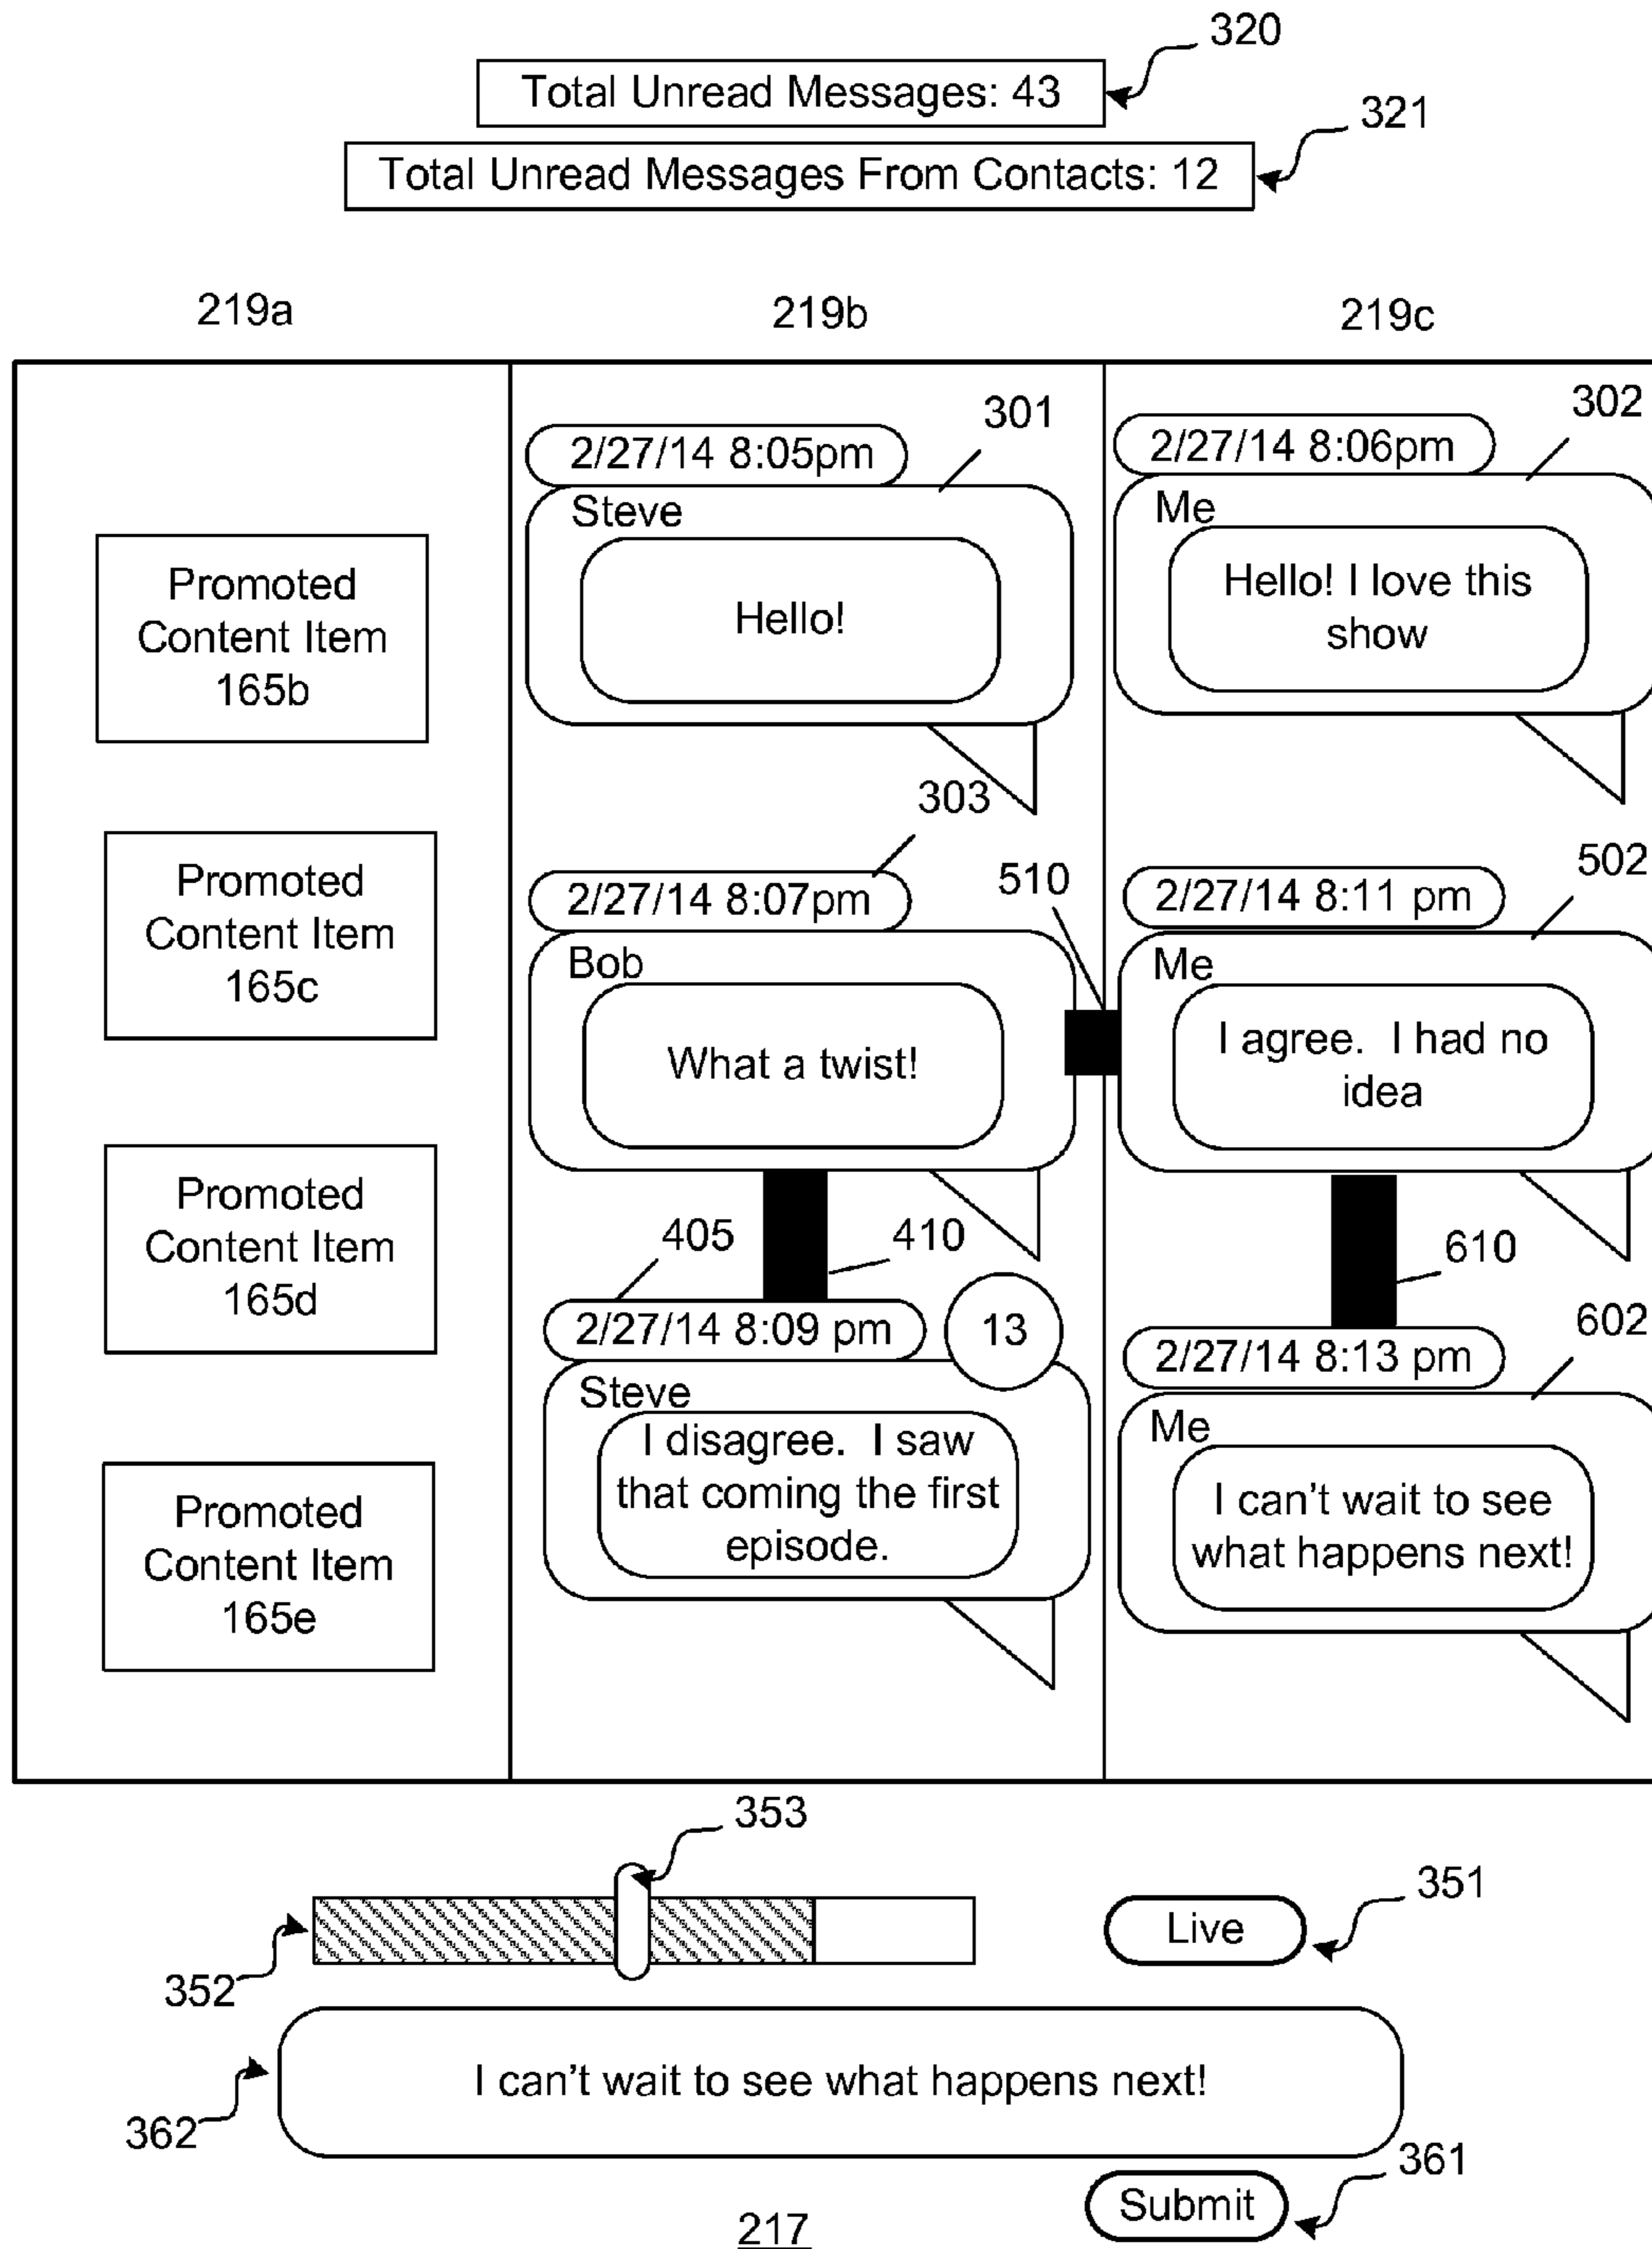 320
Total Unread Messages: 43
321
Total Unread Messages From Contacts: 12
219a
219b
219c
Promoted
Content Item
165b
Promoted
Content Item
165c
Promoted
Content Item
165d
Promoted
Content Item
165e
301
2/27/14 8:05pm
Steve
Hello!
303
2/27/14 8:07pm
Bob
What a twist!
510
405
410
2/27/14 8:09 pm
13
Steve
I disagree.  I saw
that coming the first
episode.
302
2/27/14 8:06pm
Me
Hello! I love this
show
502
2/27/14 8:11 pm
Me
I agree.  I had no
idea
610
602
2/27/14 8:13 pm
Me
I can't wait to see
what happens next!
353
351
Live
352
I can't wait to see what happens next!
362
361
Submit
217